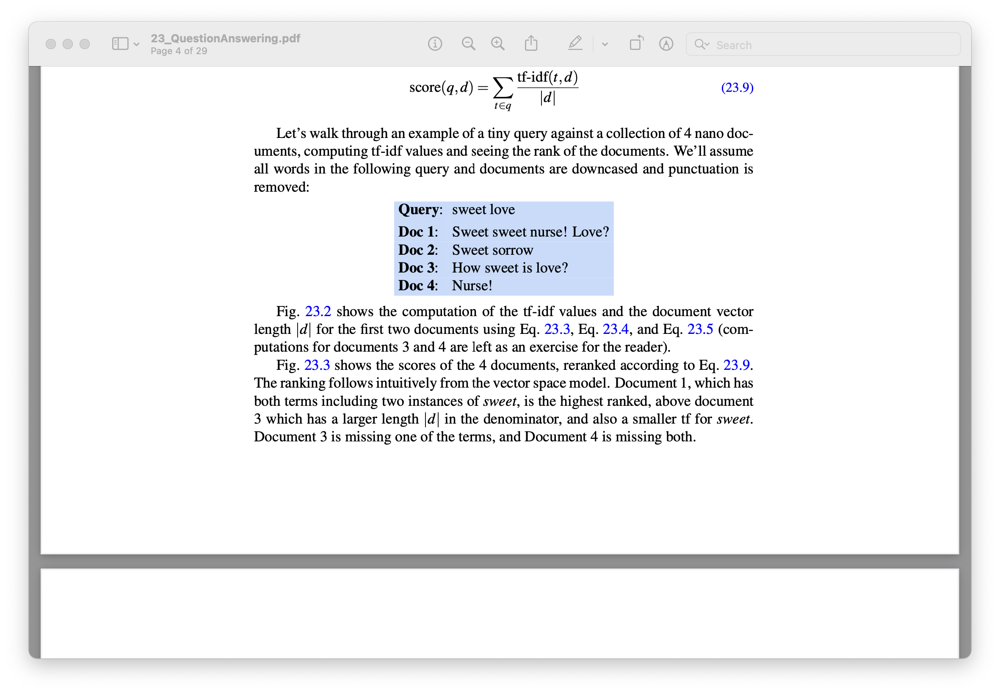 23_QuestionAnswering.pdf
Page 4 of 29
Search
score(q,d) = ∑ t∈q tf-idf(t,d) / |d| (23.9)
Let’s walk through an example of a tiny query against a collection of 4 nano doc-
uments, computing tf-idf values and seeing the rank of the documents. We’ll assume
all words in the following query and documents are downcased and punctuation is
removed:
Query: sweet love
Doc 1: Sweet sweet nurse! Love?
Doc 2: Sweet sorrow
Doc 3: How sweet is love?
Doc 4: Nurse!
Fig. 23.2 shows the computation of the tf-idf values and the document vector
length |d| for the first two documents using Eq. 23.3, Eq. 23.4, and Eq. 23.5 (com-
putations for documents 3 and 4 are left as an exercise for the reader).
Fig. 23.3 shows the scores of the 4 documents, reranked according to Eq. 23.9.
The ranking follows intuitively from the vector space model. Document 1, which has
both terms including two instances of sweet, is the highest ranked, above document
3 which has a larger length |d| in the denominator, and also a smaller tf for sweet.
Document 3 is missing one of the terms, and Document 4 is missing both.